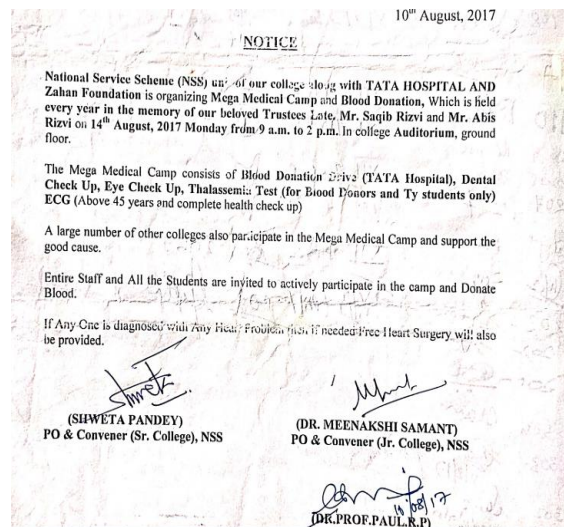 10th August, 2017
NOTICE
National Service Scheme (NSS) unit of our college along with TATA HOSPITAL AND
Zahan Foundation is organizing Mega Medical Camp and Blood Donation, Which is held
every year in the memory of our beloved Trustees Late. Mr. Saqib Rizvi and Mr. Abis
Rizvi on 14th August, 2017 Monday from 9 a.m. to 2 p.m. In college Auditorium, ground
floor.
The Mega Medical Camp consists of Blood Donation Drive (TATA Hospital), Dental
Check Up, Eye Check Up, Thalassemia Test (for Blood Donors and Ty students only)
ECG (Above 45 years and complete health check up)
A large number of other colleges also participate in the Mega Medical Camp and support the
good cause.
Entire Staff and All the Students are invited to actively participate in the camp and Donate
Blood.
If Any One is diagnosed with Any Heart Problem then if needed Free Heart Surgery will also
be provided.
Shweta
(SHWETA PANDEY)
PO & Convener (Sr. College), NSS
(DR. MEENAKSHI SAMANT)
PO & Convener (Jr. College), NSS
10/08/17
(DR.PROF.PAUL.R.P)